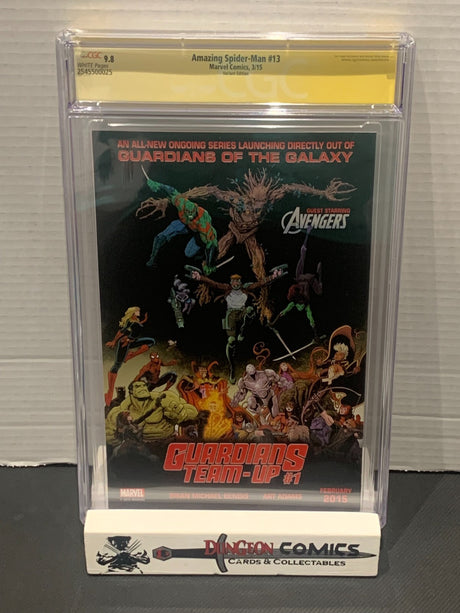 CGC 9.8
WHITE Pages
2545500025
Amazing Spider-Man #13
Marvel Comics, 3/15
Variant Edition
CGC
AN ALL-NEW ONGOING SERIES LAUNCHING DIRECTLY OUT OF
GUARDIANS OF THE GALAXY
GUEST STARRING
AVENGERS
GUARDIANS
TEAM-UP #1
MARVEL
BRIAN MICHAEL BENDIS ART ADAMS
FEBRUARY
2015
DUNGEON COMICS
CARDS & COLLECTABLES